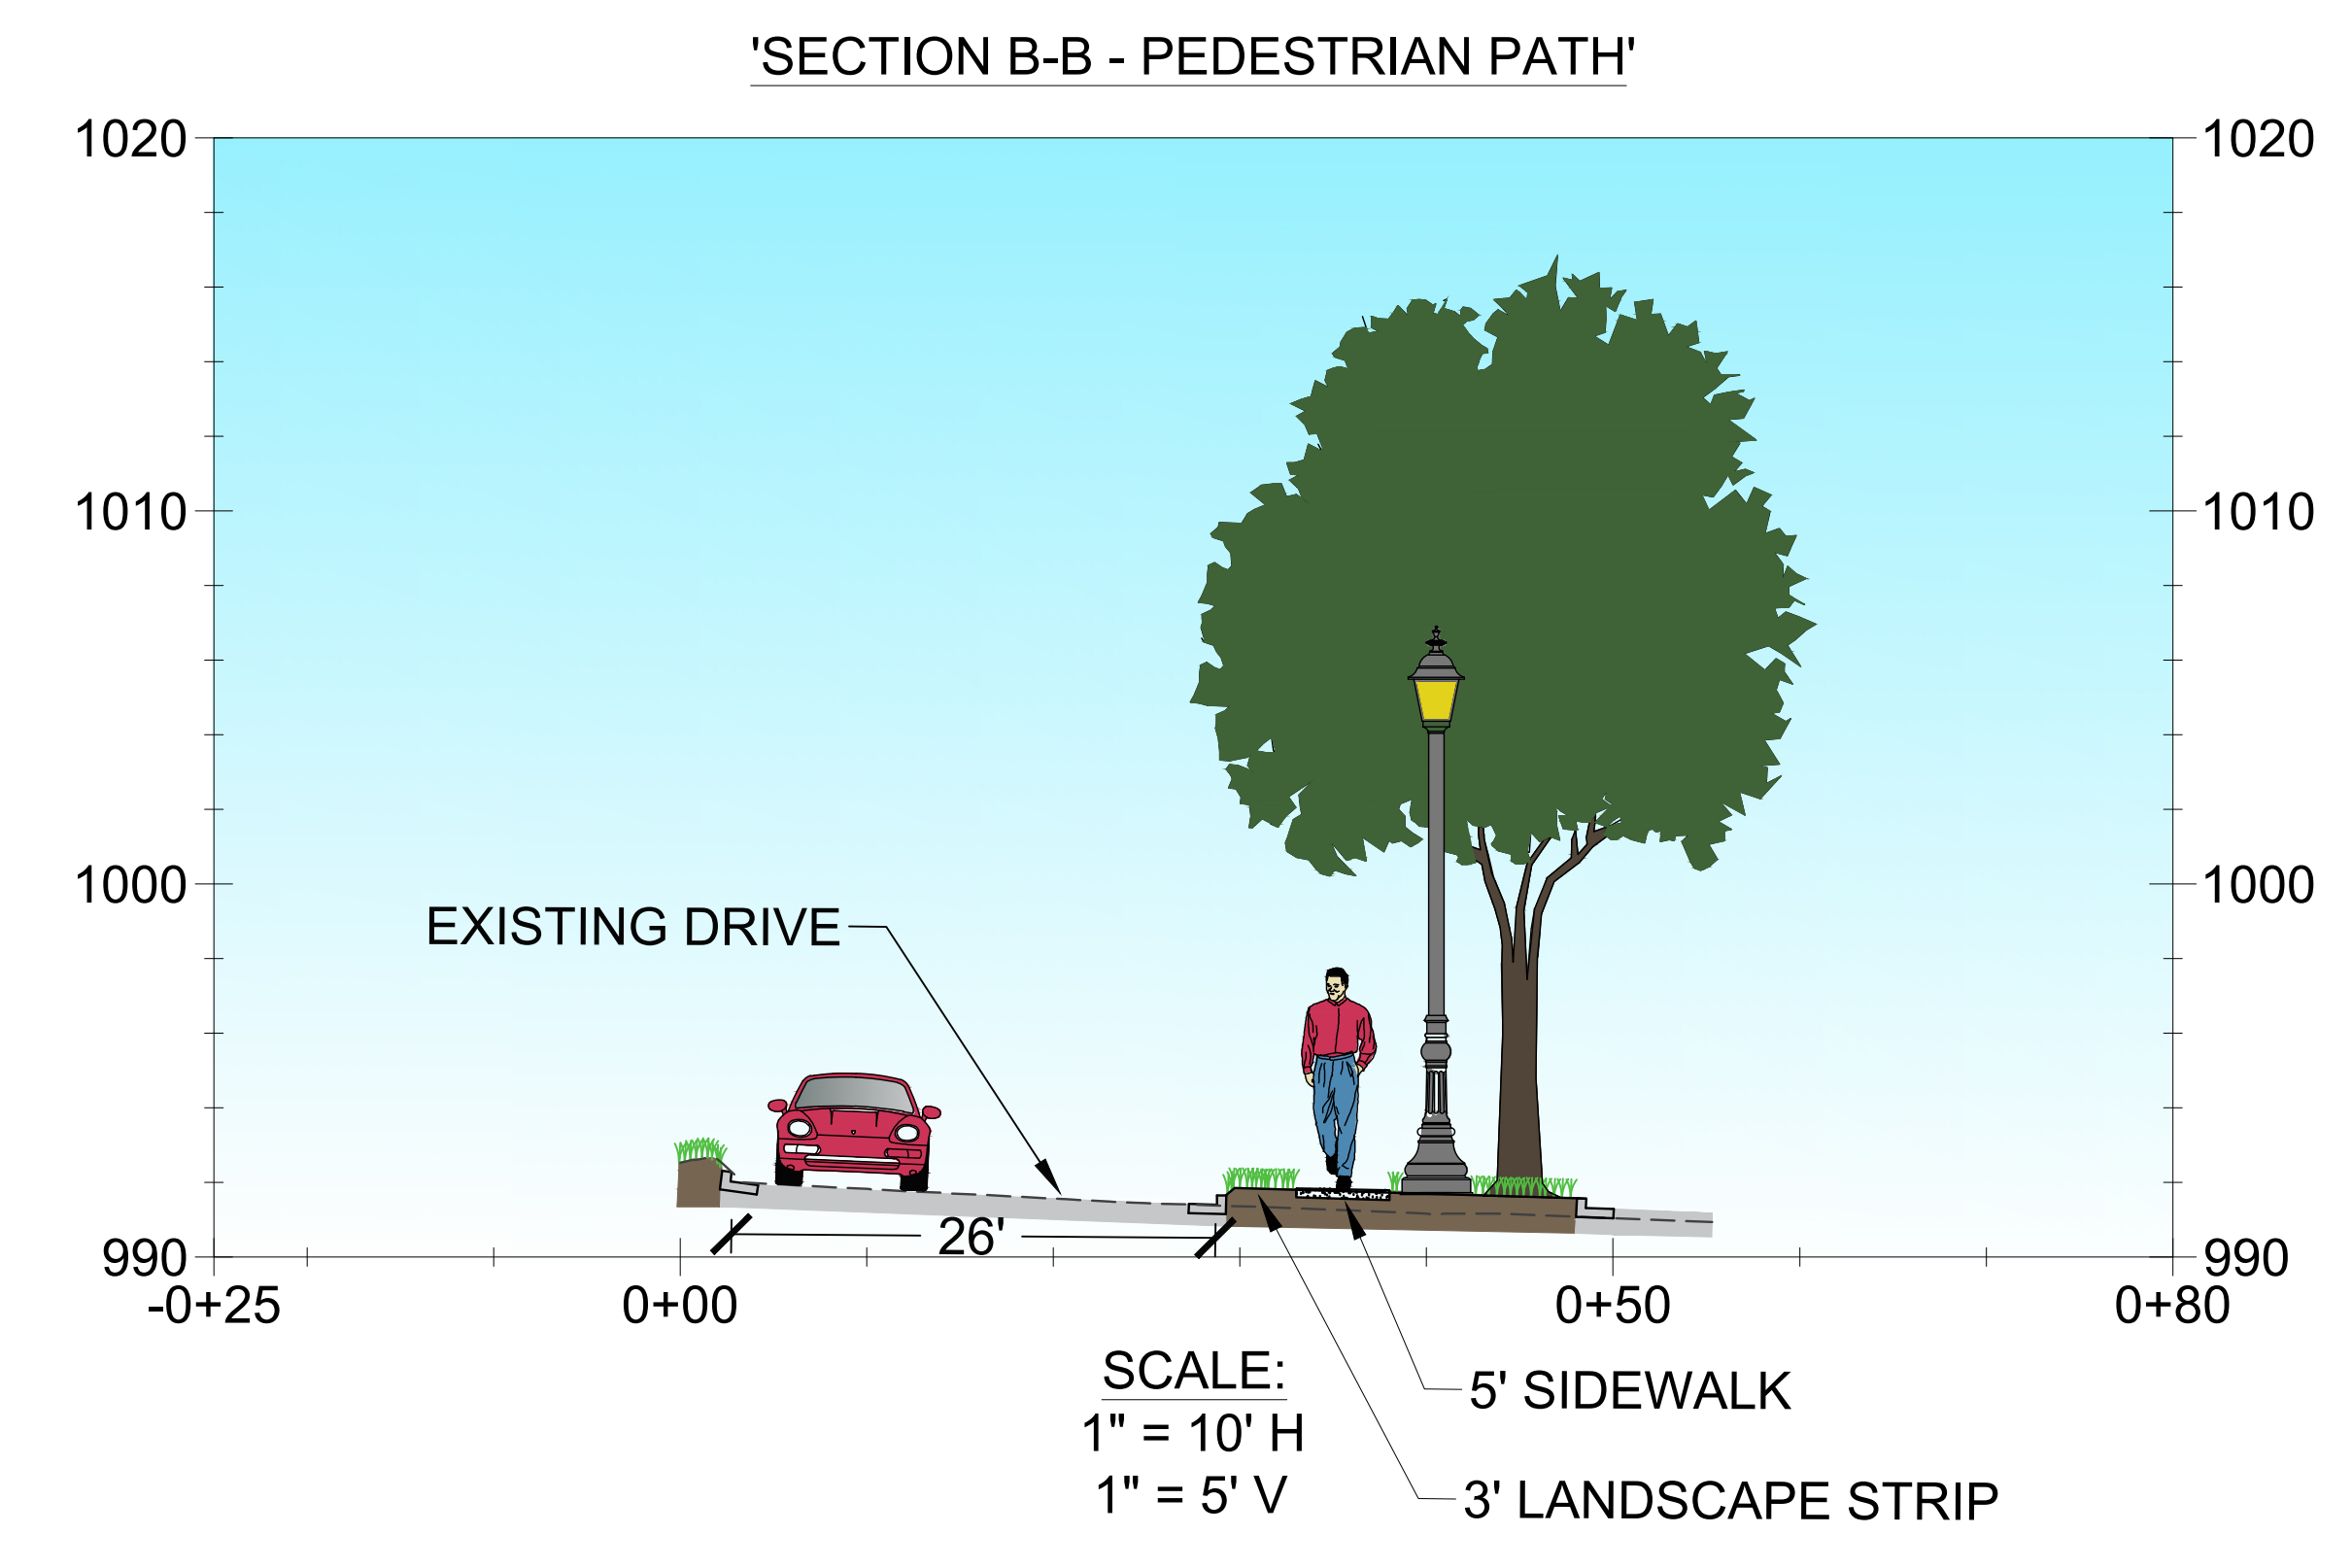 'SECTION B-B - PEDESTRIAN PATH'
1020 1020
1010 1010
1000 1000
EXISTING DRIVE
26'
990 990
-0+25 0+00 0+50 0+80
SCALE:
1" = 10' H
1" = 5' V
5' SIDEWALK
3' LANDSCAPE STRIP